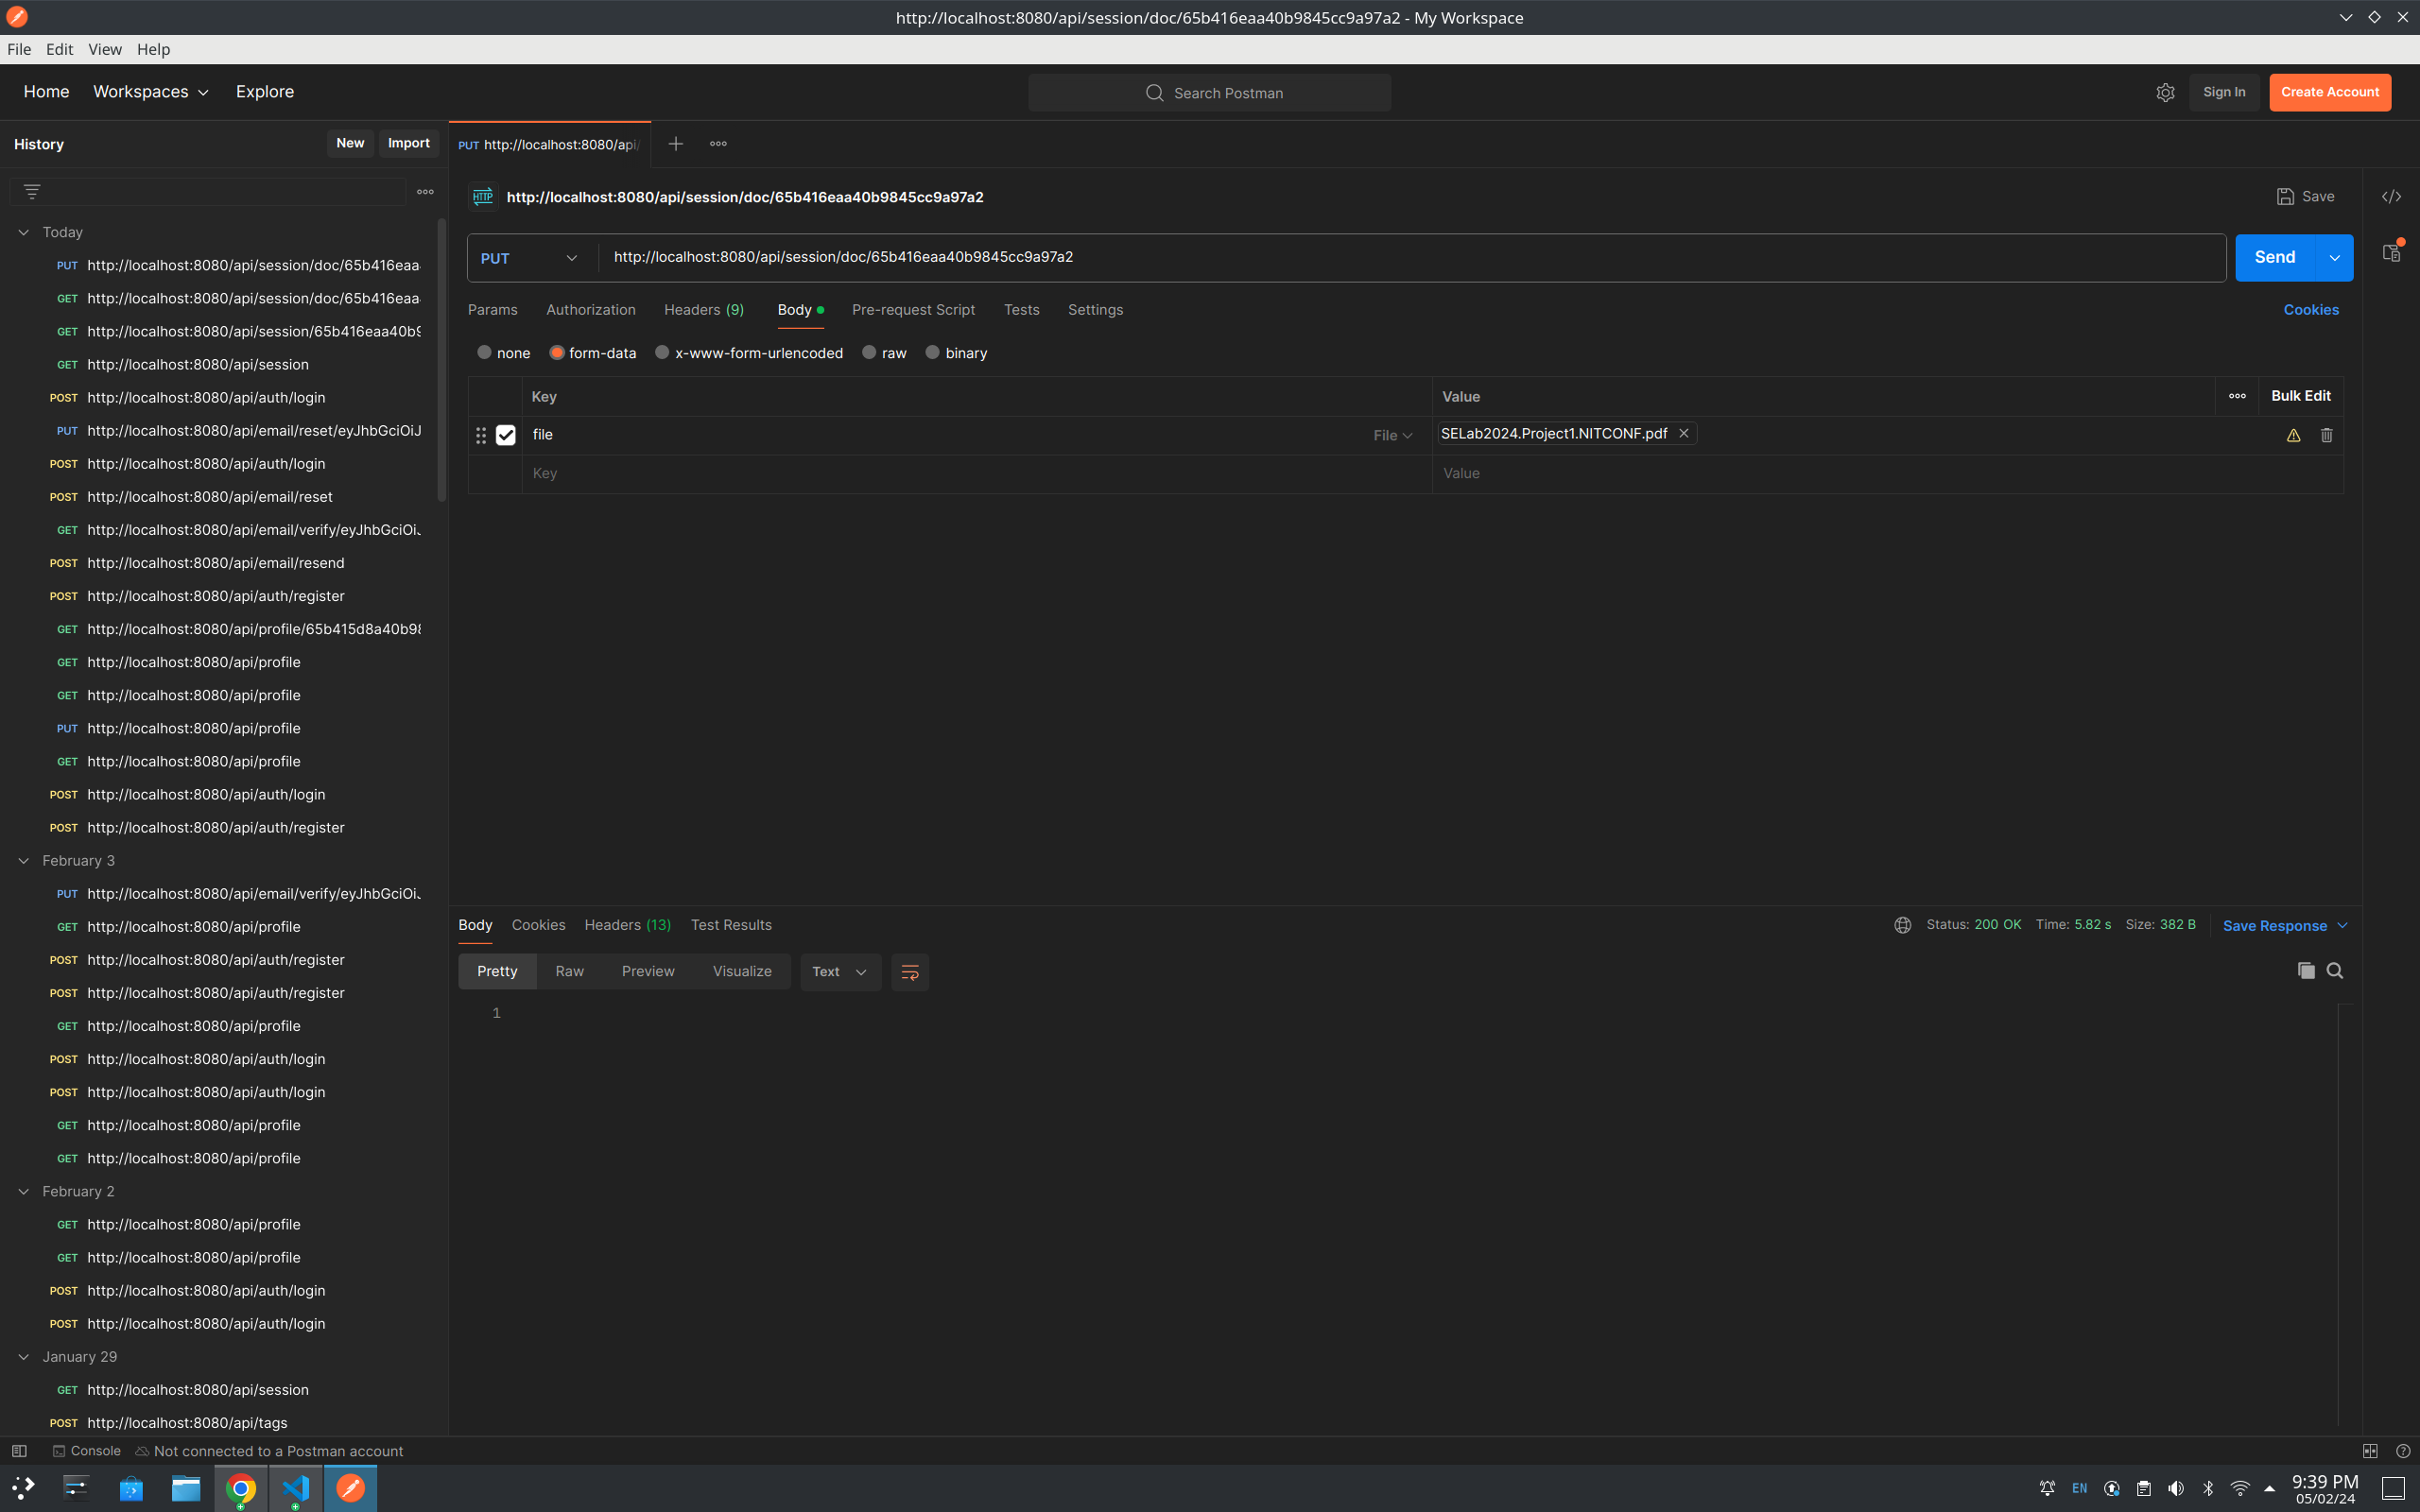 http://localhost:8080/api/session/doc/65b416eaa40b9845cc9a97a2 - My Workspace
File Edit View Help
Home Workspaces Explore
Search Postman
Sign In
Create Account
History
New
Import
Today
PUT http://localhost:8080/api/session/doc/65b416eaa
GET http://localhost:8080/api/session/doc/65b416eaa
GET http://localhost:8080/api/session/65b416eaa40b9
GET http://localhost:8080/api/session
POST http://localhost:8080/api/auth/login
PUT http://localhost:8080/api/email/reset/eyJhbGciOiJ
POST http://localhost:8080/api/auth/login
POST http://localhost:8080/api/email/reset
GET http://localhost:8080/api/email/verify/eyJhbGciOiJ
POST http://localhost:8080/api/email/resend
POST http://localhost:8080/api/auth/register
GET http://localhost:8080/api/profile/65b415d8a40b98
GET http://localhost:8080/api/profile
GET http://localhost:8080/api/profile
PUT http://localhost:8080/api/profile
GET http://localhost:8080/api/profile
POST http://localhost:8080/api/auth/login
POST http://localhost:8080/api/auth/register
February 3
PUT http://localhost:8080/api/email/verify/eyJhbGciOiJ
GET http://localhost:8080/api/profile
POST http://localhost:8080/api/auth/register
POST http://localhost:8080/api/auth/register
GET http://localhost:8080/api/profile
POST http://localhost:8080/api/auth/login
POST http://localhost:8080/api/auth/login
GET http://localhost:8080/api/profile
GET http://localhost:8080/api/profile
February 2
GET http://localhost:8080/api/profile
GET http://localhost:8080/api/profile
POST http://localhost:8080/api/auth/login
POST http://localhost:8080/api/auth/login
January 29
GET http://localhost:8080/api/session
POST http://localhost:8080/api/tags
PUT http://localhost:8080/api/
HTTP http://localhost:8080/api/session/doc/65b416eaa40b9845cc9a97a2
Save
PUT http://localhost:8080/api/session/doc/65b416eaa40b9845cc9a97a2
Send
Params Authorization Headers (9) Body Pre-request Script Tests Settings
Cookies
none form-data x-www-form-urlencoded raw binary
Key Value Bulk Edit
file File SELab2024.Project1.NITCONF.pdf
Key Value
Body Cookies Headers (13) Test Results
Status: 200 OK Time: 5.82 s Size: 382 B
Save Response
Pretty Raw Preview Visualize Text
1
Console Not connected to a Postman account
EN
9:39 PM
05/02/24